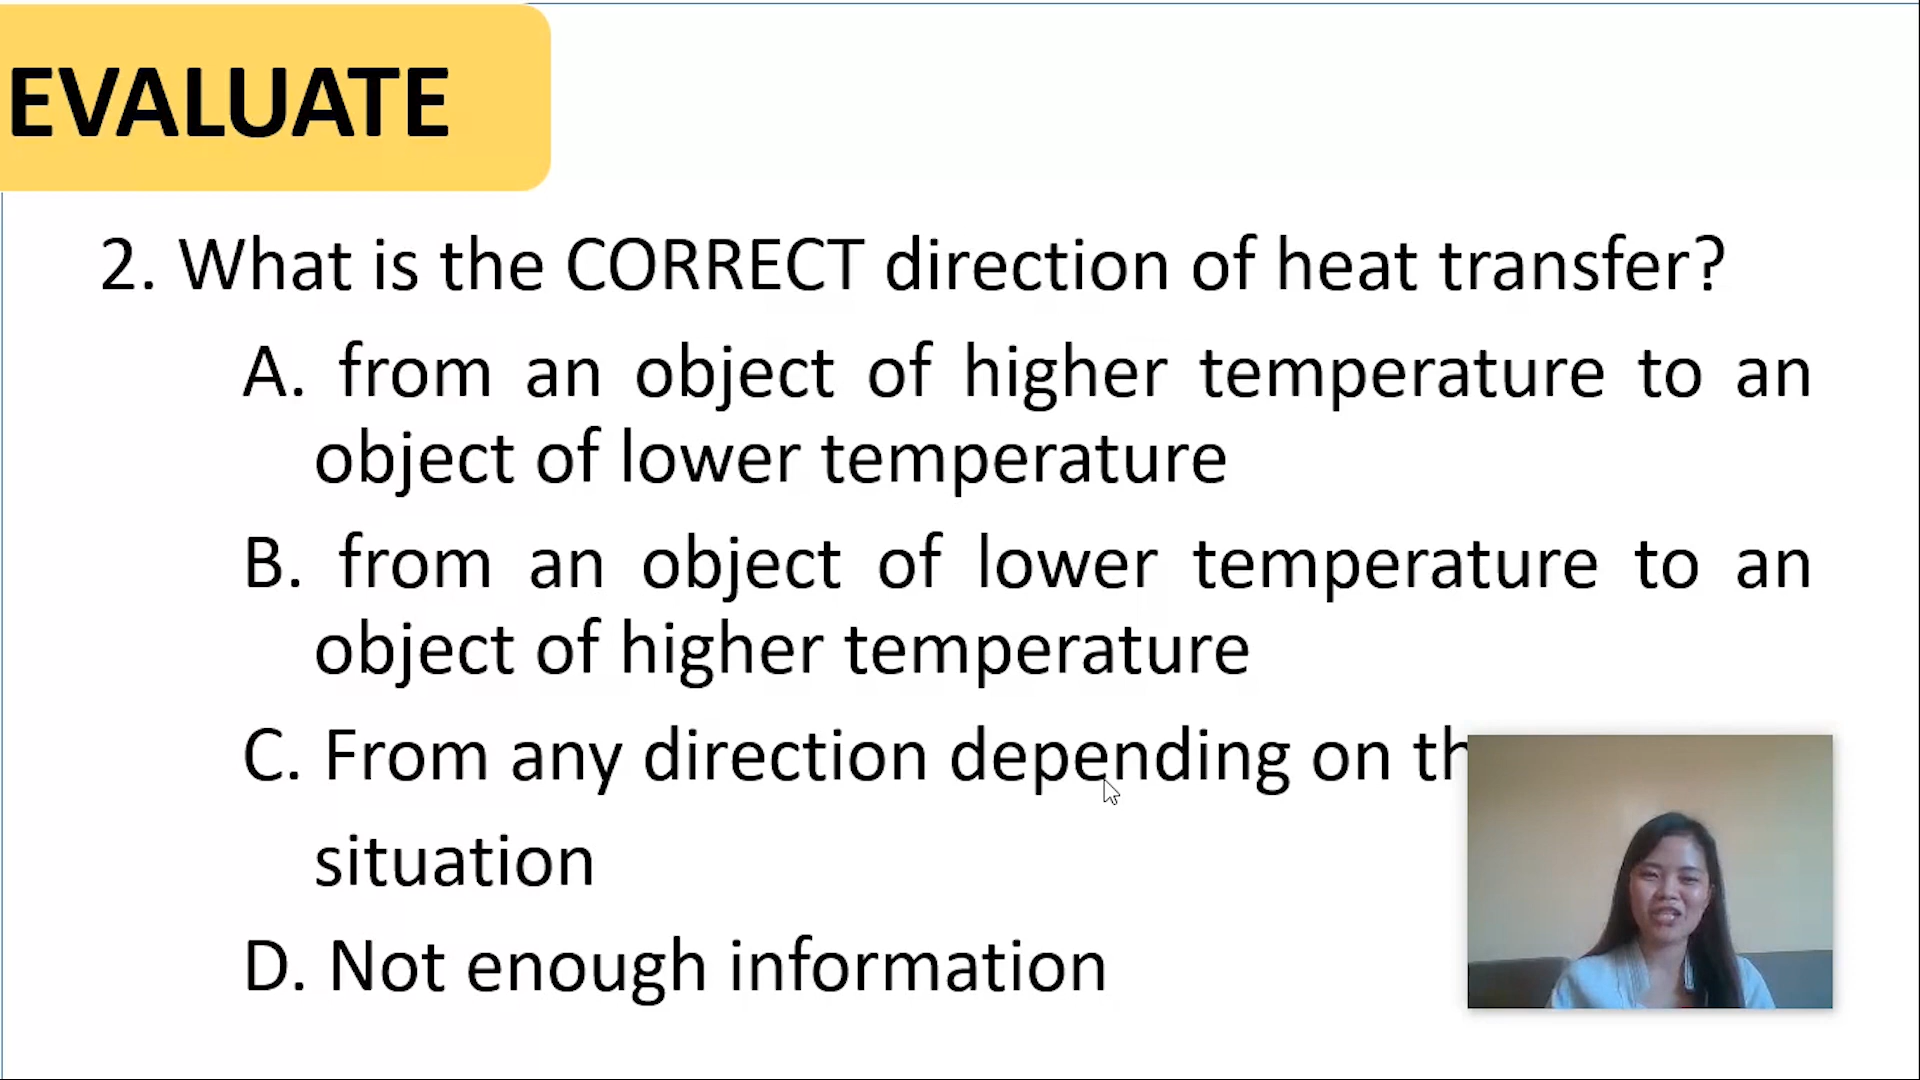 EVALUATE
2. What is the CORRECT direction of heat transfer?
A. from an object of higher temperature to an
object of lower temperature
B. from an object of lower temperature to an
object of higher temperature
C. From any direction depending on
situation
D. Not enough information